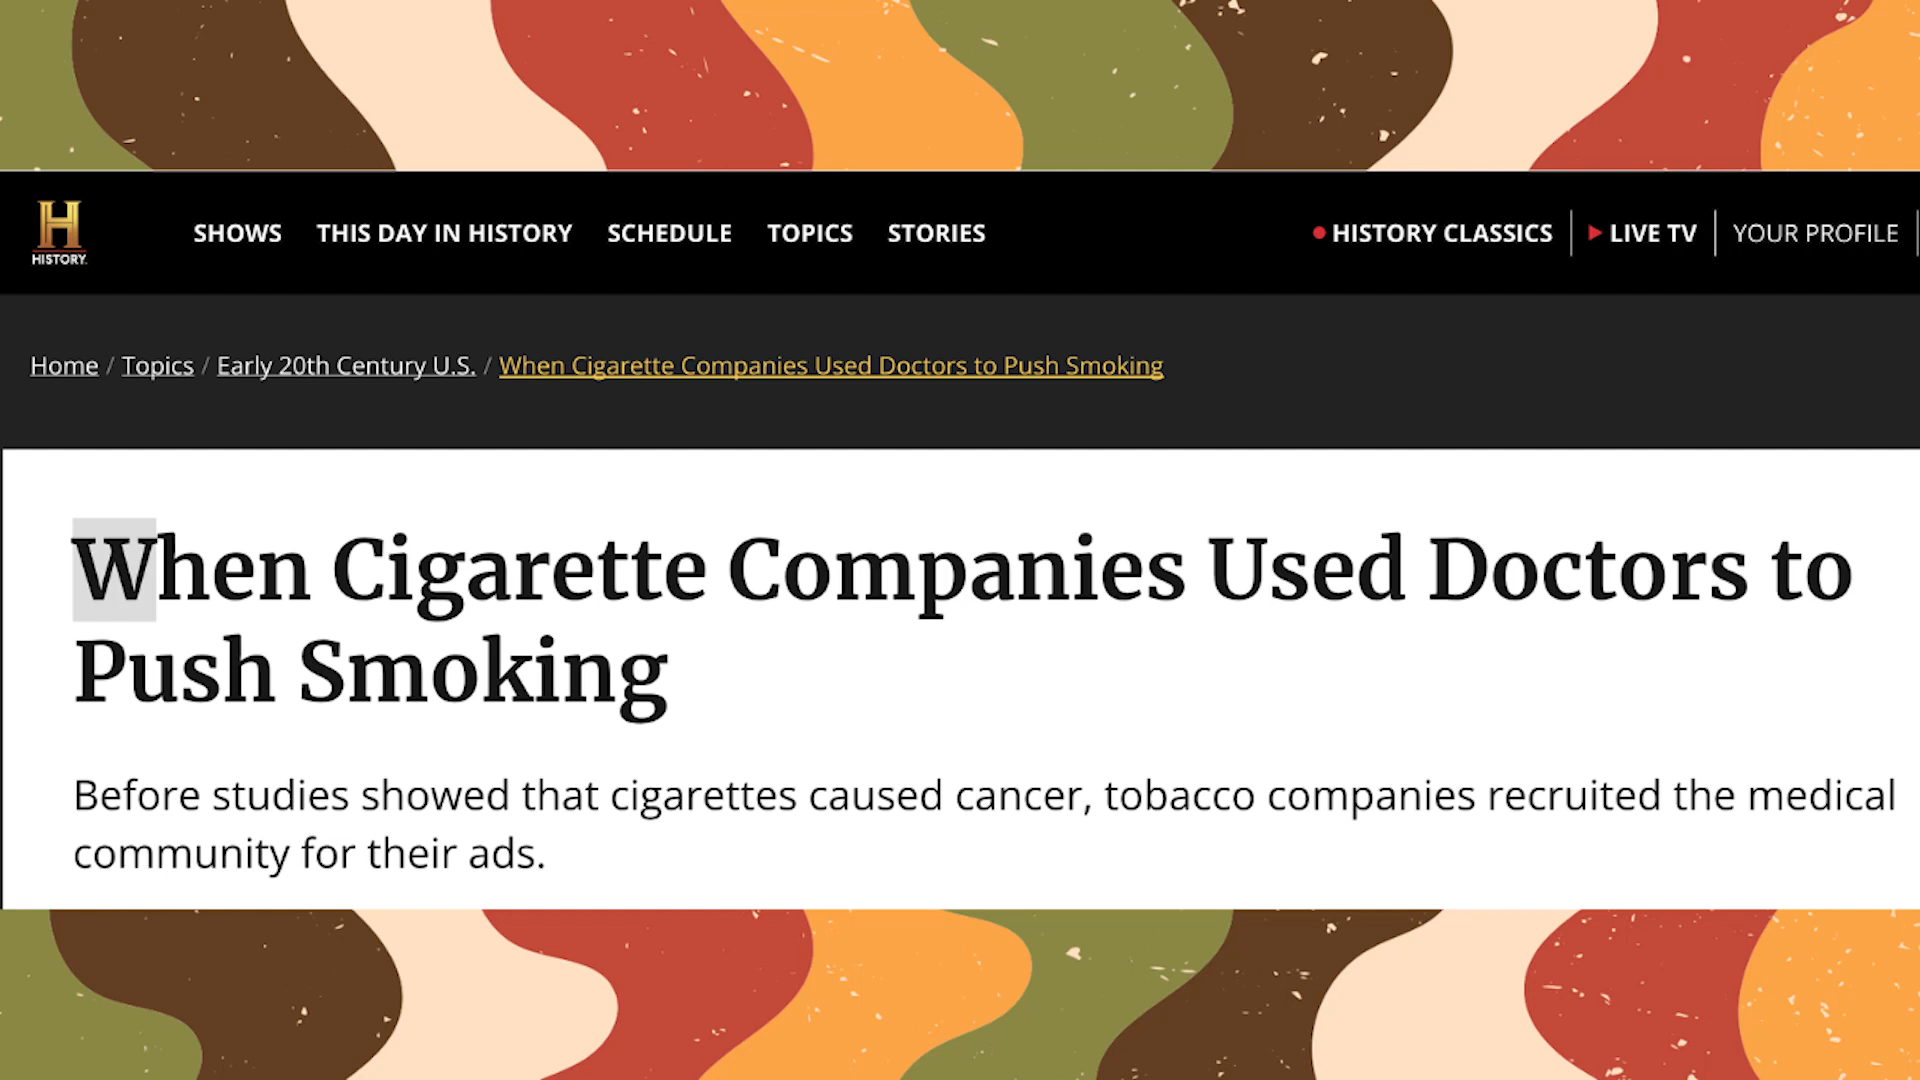 H
HISTORY.
SHOWS THIS DAY IN HISTORY SCHEDULE TOPICS STORIES HISTORY CLASSICS LIVE TV YOUR PROFILE
Home / Topics / Early 20th Century U.S. / When Cigarette Companies Used Doctors to Push Smoking
When Cigarette Companies Used Doctors to
Push Smoking
Before studies showed that cigarettes caused cancer, tobacco companies recruited the medical
community for their ads.